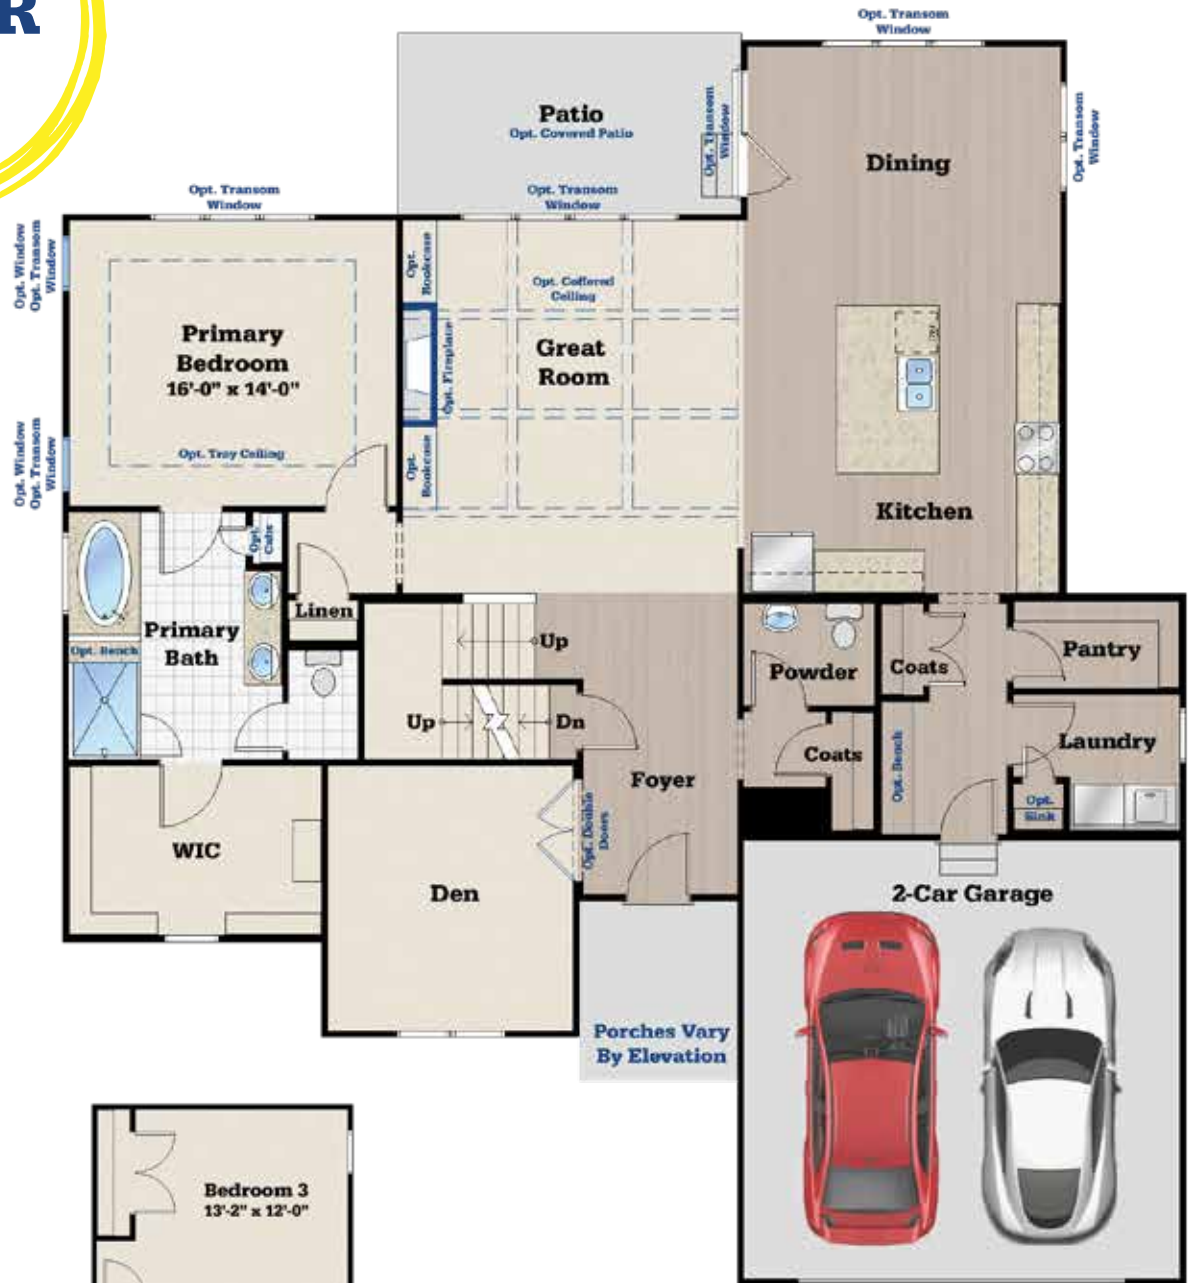 R
Opt. Transom
Window
Patio
Opt. Covered Patio
Opt. Transom
Window
Dining
Opt. Transom
Window
Opt. Transom
Window
Opt. Transom
Window
Opt. Window
Opt. Transom
Window
Opt.
Bookcase
Opt. Coffered
Ceiling
Primary
Bedroom
16'-0" x 14'-0"
Opt. Fireplace
Great
Room
Opt. Window
Opt. Transom
Window
Opt. Tray Ceiling
Opt.
Bookcase
Kitchen
Opt.
Cabs
Linen
Primary
Bath
Opt. Bench
Up
Up
Dn
Powder
Coats
Pantry
Coats
Opt. Bench
Laundry
Foyer
Opt. Double
Doors
Opt.
Sink
WIC
Den
2-Car Garage
Porches Vary
By Elevation
Bedroom 3
13'-2" x 12'-0"